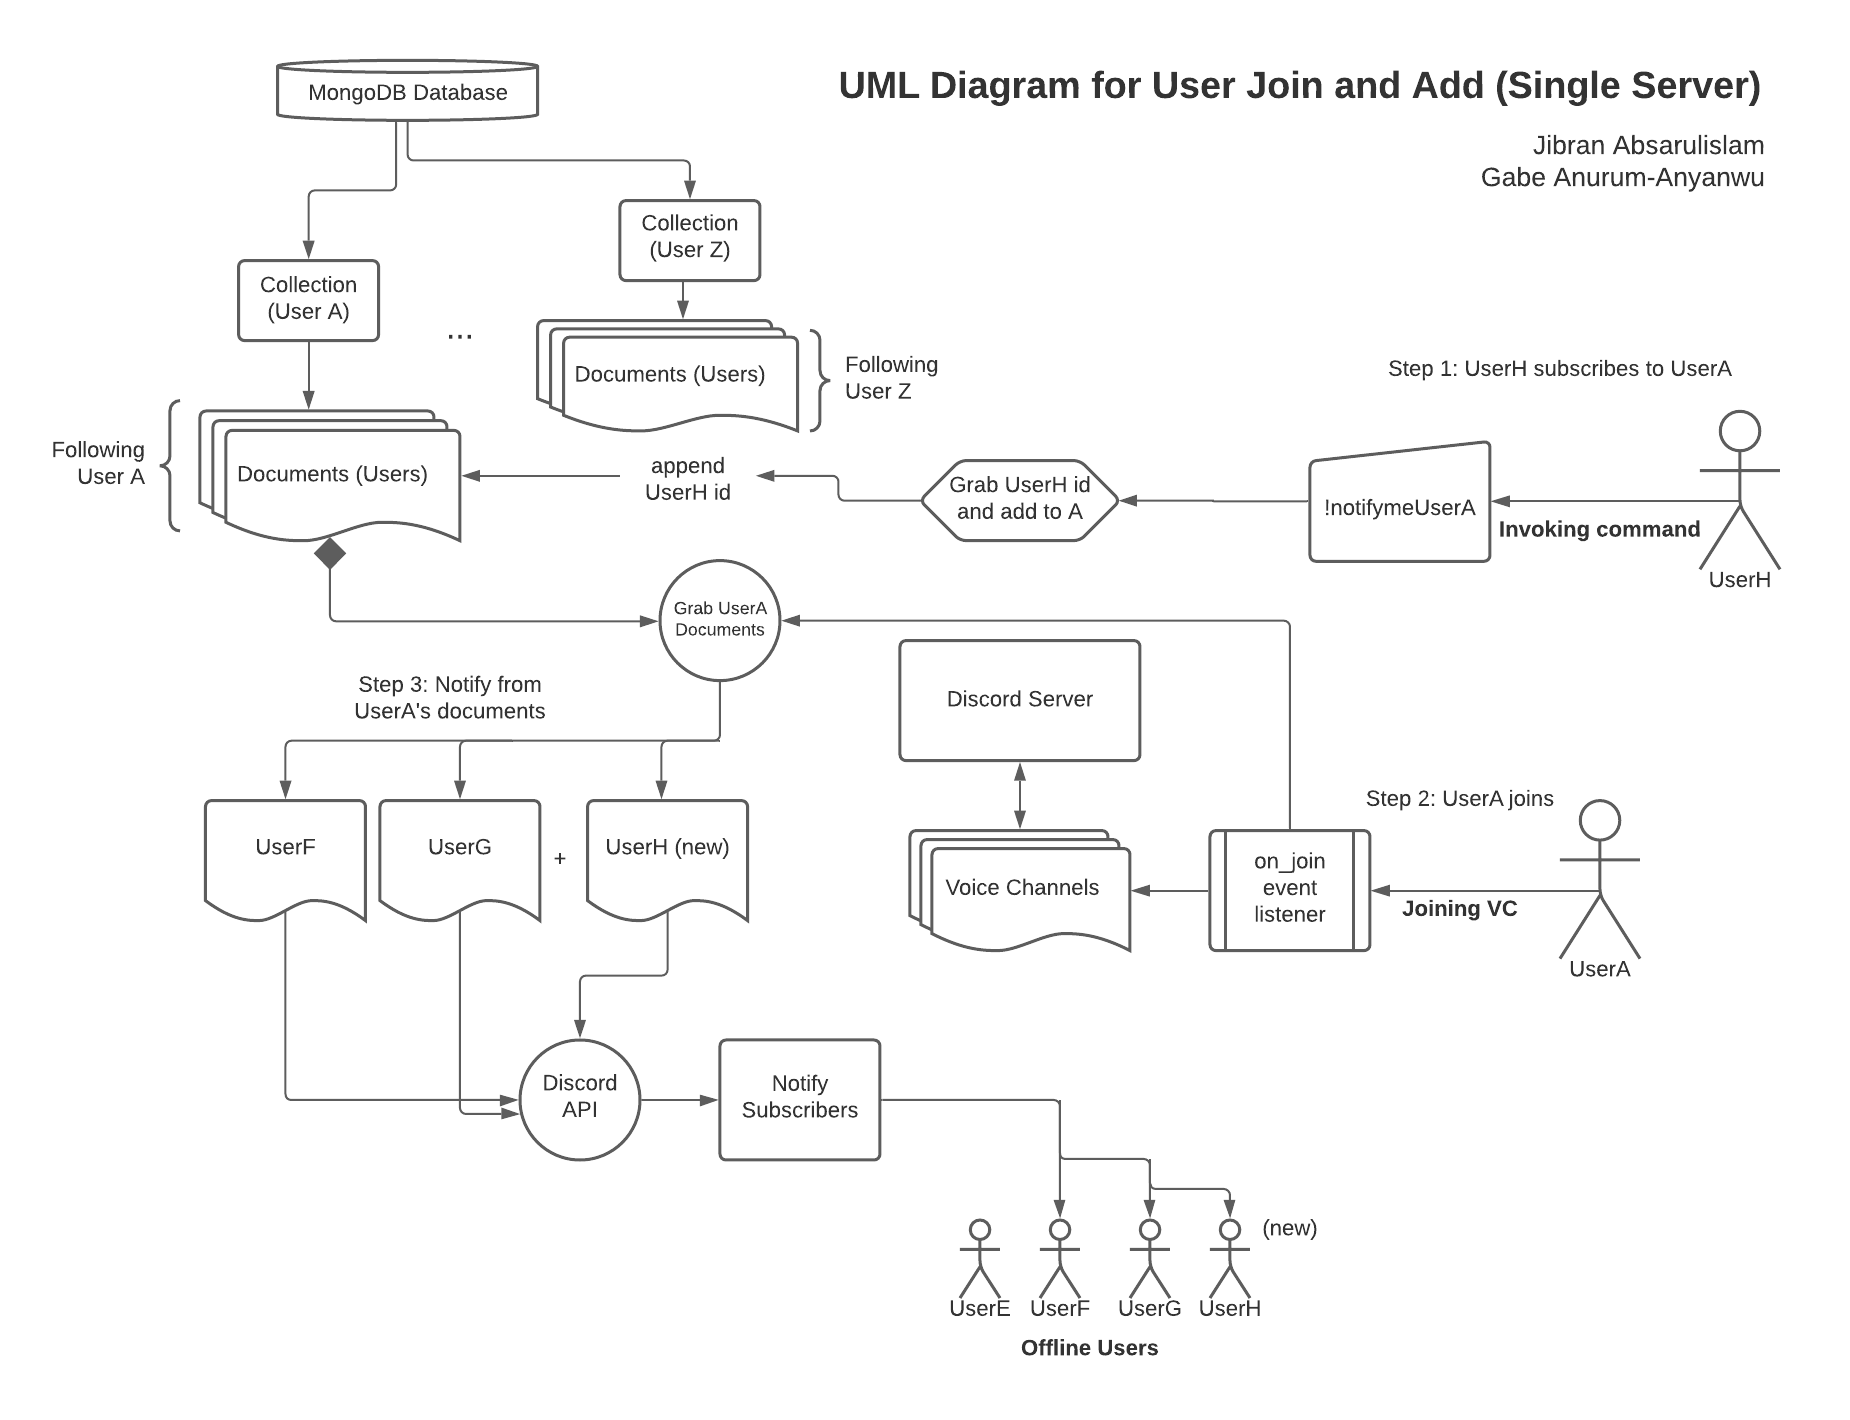 MongoDB Database
UML Diagram for User Join and Add (Single Server)
Jibran Absarulislam
Gabe Anurum-Anyanwu
Collection
(User Z)
Collection
(User A)
...
Documents (Users)
Following
User Z
Step 1: UserH subscribes to UserA
Following
User A
Documents (Users)
append
UserH id
Grab UserH id
and add to A
!notifymeUserA
Invoking command
UserH
Grab UserA
Documents
Step 3: Notify from
UserA's documents
Discord Server
Step 2: UserA joins
UserF
UserG
+
UserH (new)
Voice Channels
on_join
event
listener
Joining VC
UserA
Discord
API
Notify
Subscribers
(new)
UserE
UserF
UserG
UserH
Offline Users